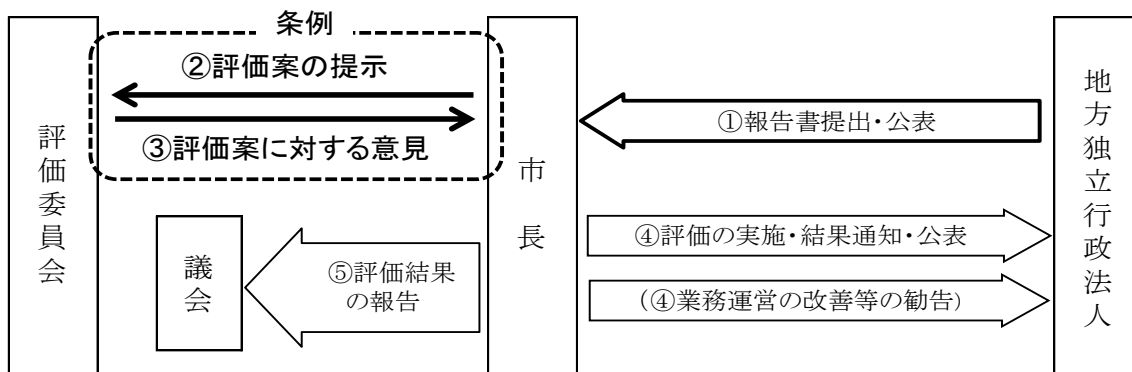 条例
②評価案の提示
③評価案に対する意見
評価委員会
市長
地方独立行政法人
①報告書提出・公表
④評価の実施・結果通知・公表
(④業務運営の改善等の勧告)
議会
⑤評価結果
の報告